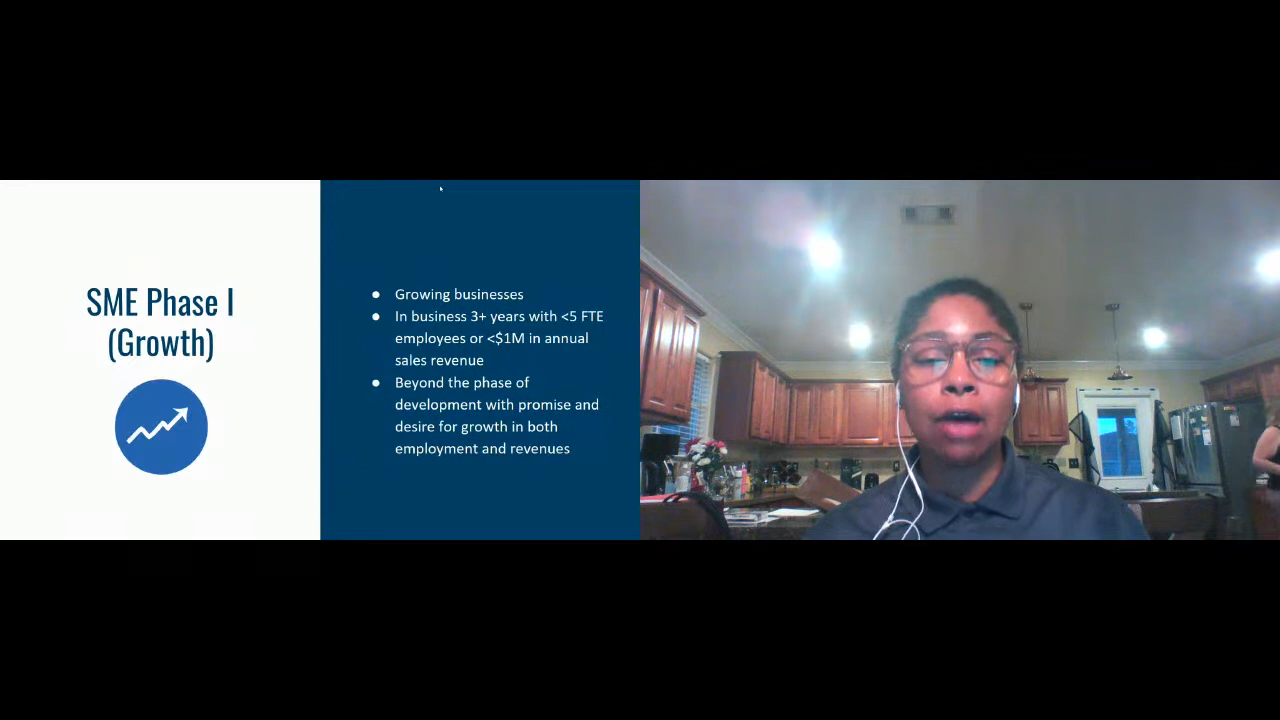 SME Phase I
(Growth)
● Growing businesses
● In business 3+ years with <5 FTE
employees or <$1M in annual
sales revenue
● Beyond the phase of
development with promise and
desire for growth in both
employment and revenues